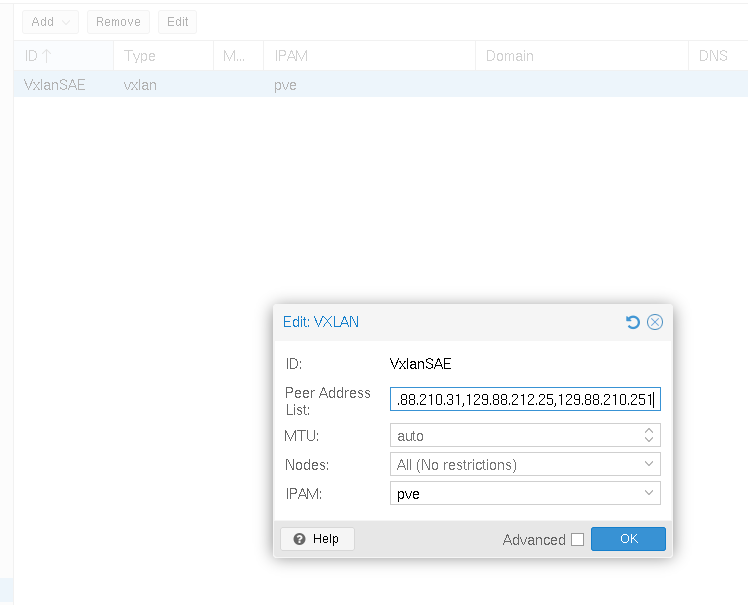 Add Remove Edit
ID ↑ Type M... IPAM Domain DNS
VxlanSAE vxlan pve
Edit: VXLAN
ID: VxlanSAE
Peer Address List: .88.210.31,129.88.212.25,129.88.210.251
MTU: auto
Nodes: All (No restrictions)
IPAM: pve
Help Advanced OK